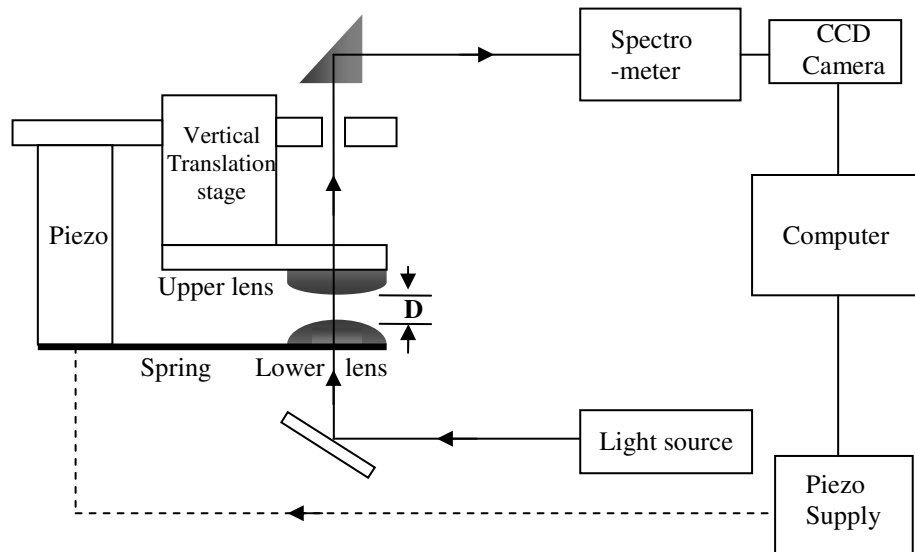 Spectro
-meter
CCD
Camera
Vertical
Translation
stage
Piezo
Computer
Upper lens
D
Spring
Lower lens
Light source
Piezo
Supply